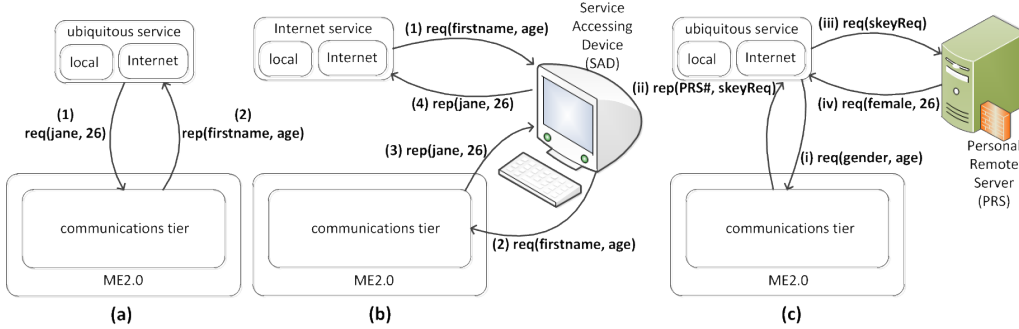 ubiquitous service
local
Internet
(1)
req(jane, 26)
(2)
rep(firstname, age)
communications tier
ME2.0
(a)
Internet service
local
Internet
(1) req(firstname, age)
(4) rep(jane, 26)
Service
Accessing
Device
(SAD)
(3) rep(jane, 26)
(2) req(firstname, age)
communications tier
ME2.0
(b)
ubiquitous service
local
Internet
(ii) rep(PRS#, skeyReq)
(iii) req(skeyReq)
(iv) req(female, 26)
(i) req(gender, age)
Personal
Remote
Server
(PRS)
communications tier
ME2.0
(c)